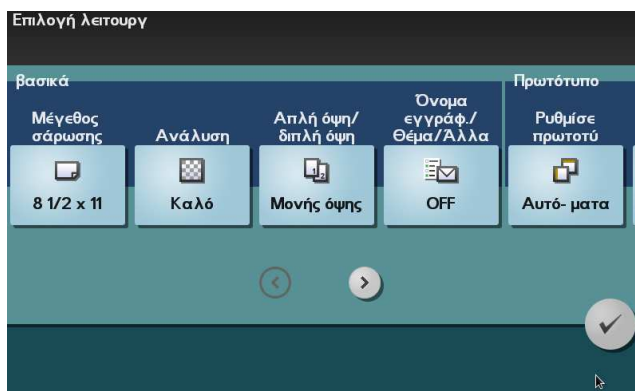 Επιλογή λειτουργ
βασικά
Πρωτότυπο
Μέγεθος
σάρωσης
Ανάλυση
Απλή όψη/
διπλή όψη
Όνομα
εγγράφ./
Θέμα/Άλλα
Ρυθμίσε
πρωτοτύ
8 1/2 x 11
Καλό
Μονής όψης
OFF
Αυτό- ματα